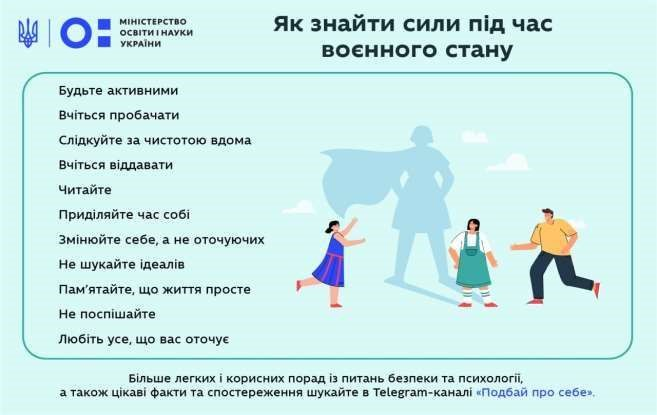 МІНІСТЕРСТВО
ОСВІТИ І НАУКИ
УКРАЇНИ
Як знайти сили під час
воєнного стану
Будьте активними
Вчіться пробачати
Слідкуйте за чистотою вдома
Вчіться віддавати
Читайте
Приділяйте час собі
Змінюйте себе, а не оточуючих
Не шукайте ідеалів
Пам'ятайте, що життя просте
Не поспішайте
Любіть усе, що вас оточує
Більше легких і корисних порад із питань безпеки та психології,
а також цікаві факти та спостереження шукайте в Telegram-каналі «Подбай про себе».